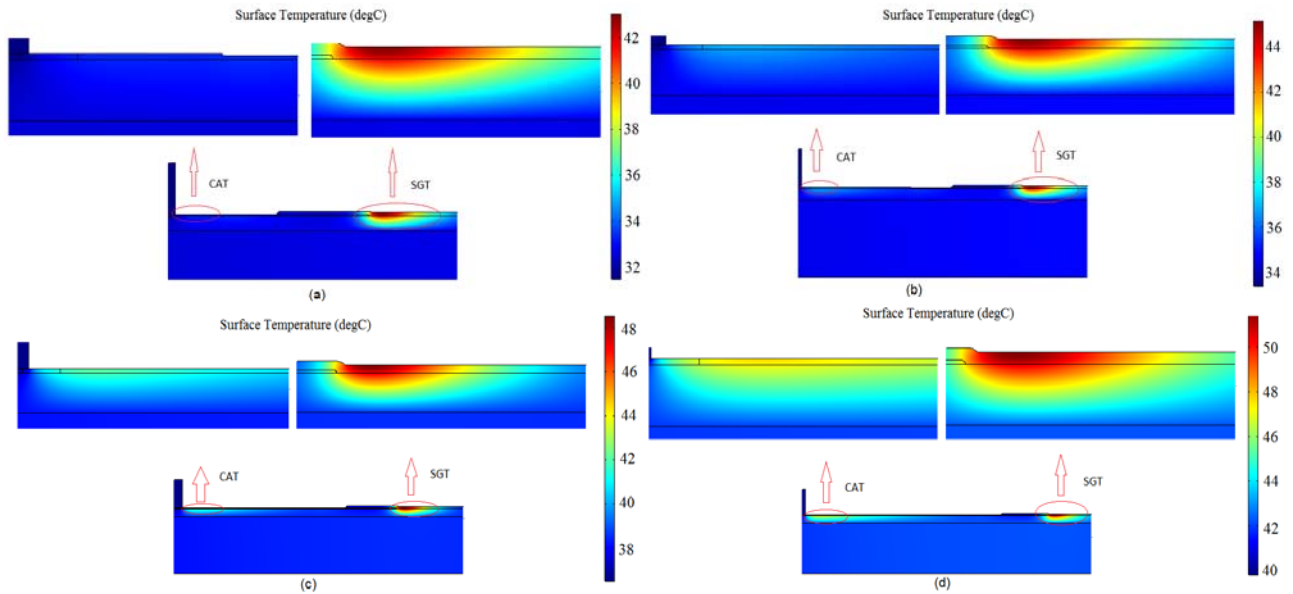 Surface Temperature (degC)
42
40
38
36
34
32
CAT
SGT
(a)
Surface Temperature (degC)
44
42
40
38
36
34
CAT
SGT
(b)
Surface Temperature (degC)
48
46
44
42
40
38
CAT
SGT
(c)
Surface Temperature (degC)
50
48
46
44
42
40
CAT
SGT
(d)